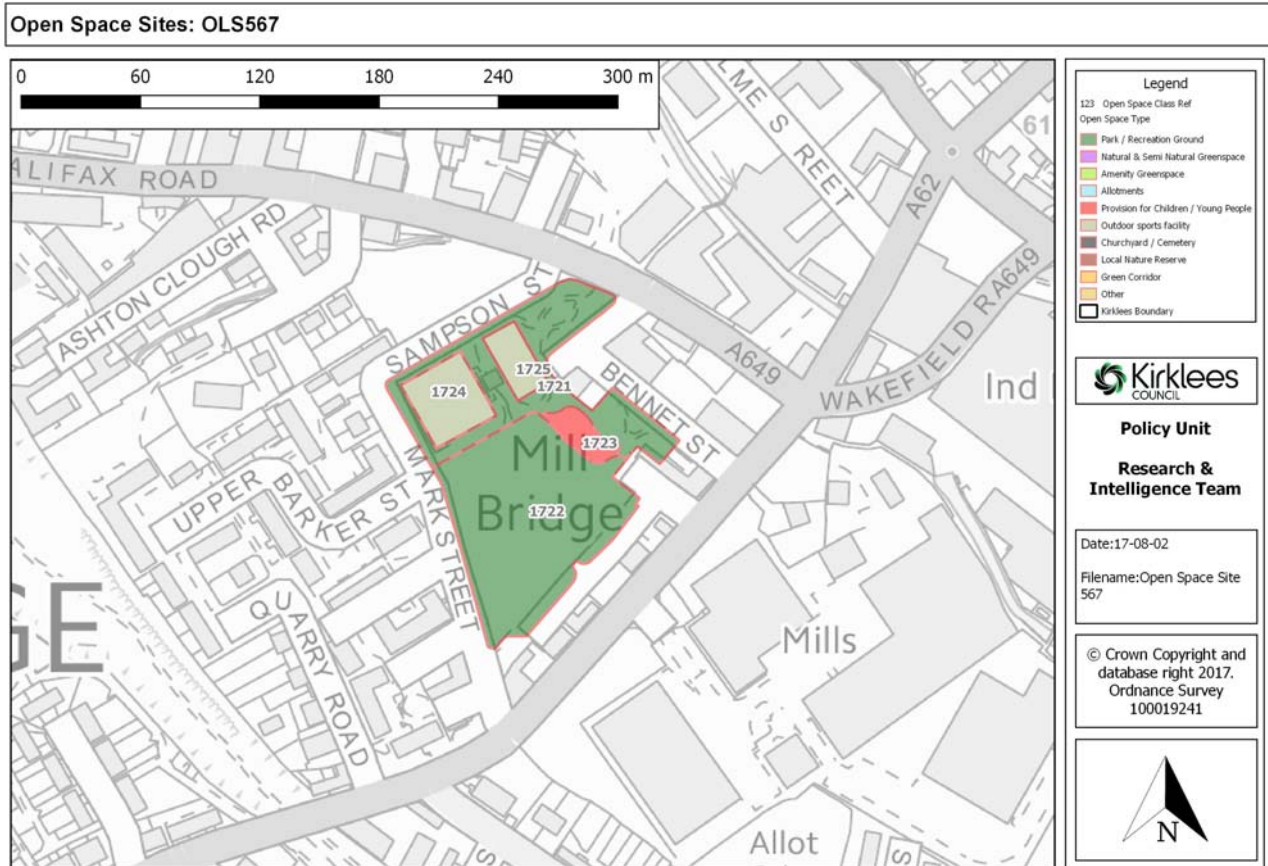 Open Space Sites: OLS567
0 60 120 180 240 300 m
ALIFAX ROAD
LME S REET
61
A62
ASHTON CLOUGH RD
SAMPSON ST
A649
WAKEFIELD R A649
BENNET ST
Ind
1724
1725
1721
1723
1722
Mill
Bridge
UPPER BARKER ST
MARK STREET
QUARRY ROAD
GE
Mills
Allot
S
S
Legend
123 Open Space Class Ref
Open Space Type
Park / Recreation Ground
Natural & Semi Natural Greenspace
Amenity Greenspace
Allotments
Provision for Children / Young People
Outdoor sports facility
Churchyard / Cemetery
Local Nature Reserve
Green Corridor
Other
Kirklees Boundary
Kirklees
COUNCIL
Policy Unit
Research &
Intelligence Team
Date:17-08-02
Filename:Open Space Site
567
© Crown Copyright and
database right 2017.
Ordnance Survey
100019241
N